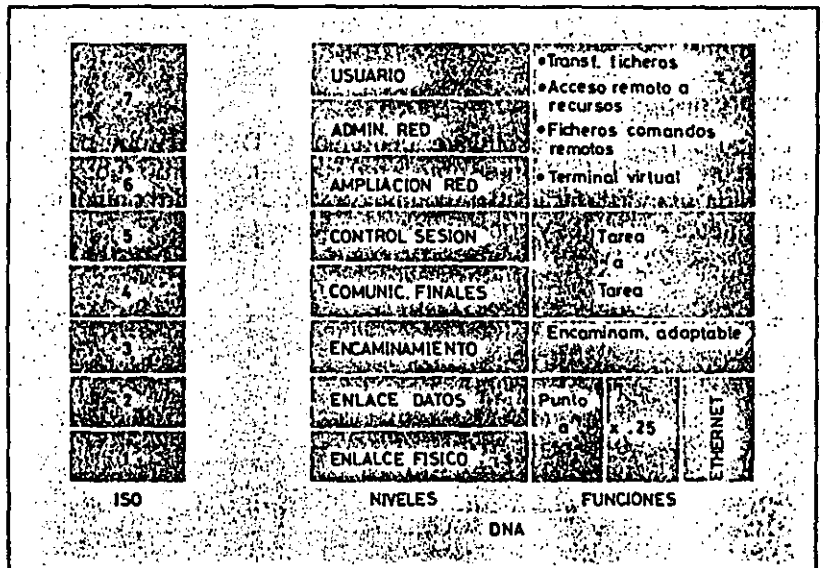 7
6
5
4
3
2
1
ISO
USUARIO
ADMIN. RED
AMPLIACION RED
CONTROL SESION
COMUNIC. FINALES
ENCAMINAMIENTO
ENLACE DATOS
ENLALCE FISICO
NIVELES
•Transf. ficheros
•Acceso remoto a
recursos
•Ficheros comandos
remotos
•Terminal virtual
Tarea
a
Tarea
Encaminam. adaptable
Punto
a
x .25
ETHERNET
FUNCIONES
DNA